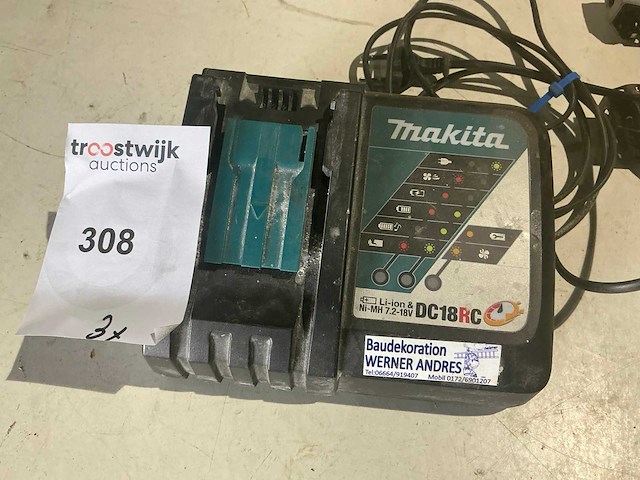 troostwijk
auctions
308
3x
makita
Li-ion &
Ni-MH 7.2-18V DC18RC
Baudekoration
WERNER ANDRES
Tel:06664/919407 Mobil 0172/6901207